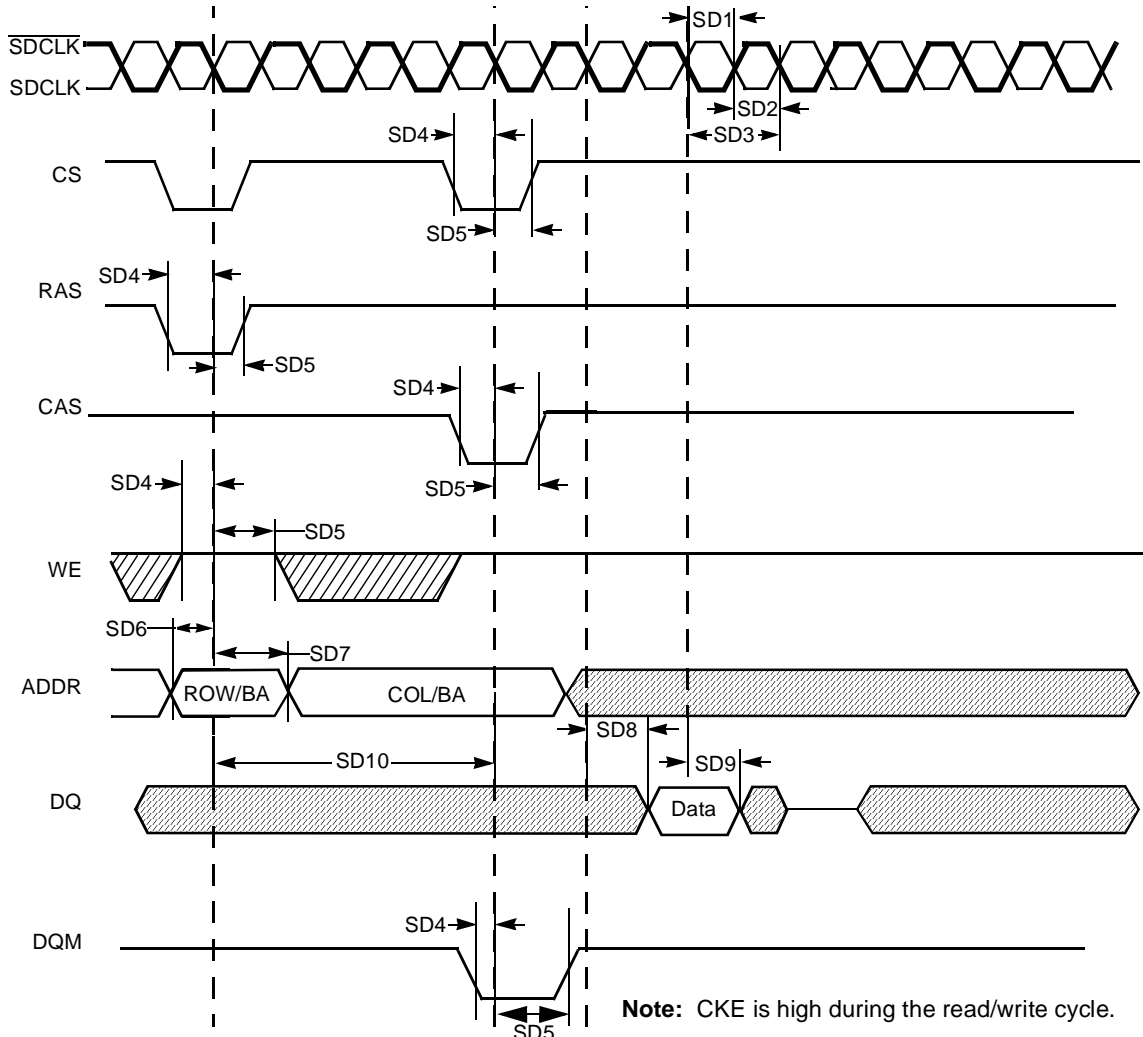 SD1
SDCLK
SDCLK
SD2
SD4
SD3
CS
SD5
SD4
RAS
SD5
SD4
CAS
SD4
SD5
SD5
WE
SD6
SD7
ADDR
ROW/BA
COL/BA
SD8
SD10
SD9
DQ
Data
SD4
DQM
Note: CKE is high during the read/write cycle.
SD5